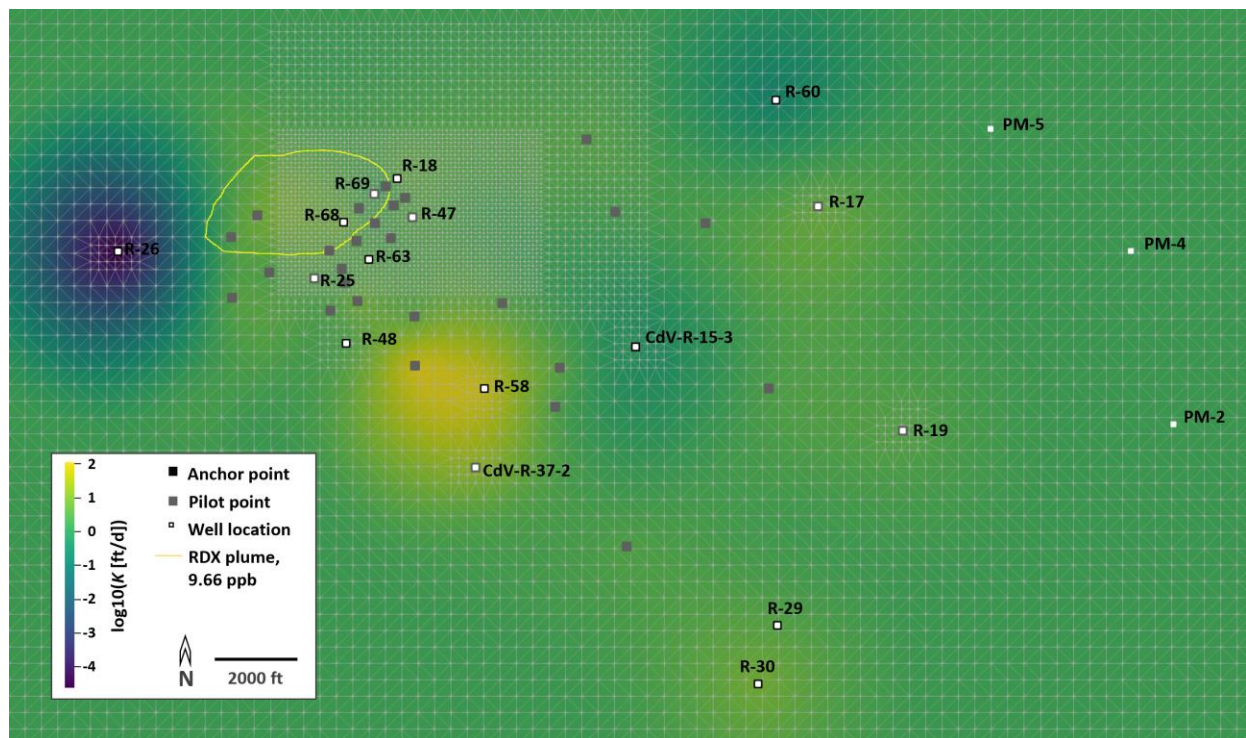 R-60
PM-5
R-18
R-69
R-47
R-17
R-68
R-26
R-63
PM-4
R-25
R-48
CdV-R-15-3
R-58
PM-2
R-19
CdV-R-37-2
2
1
0
-1
-2
-3
-4
log10(K [ft/d])
Anchor point
Pilot point
Well location
RDX plume,
9.66 ppb
N
2000 ft
R-29
R-30